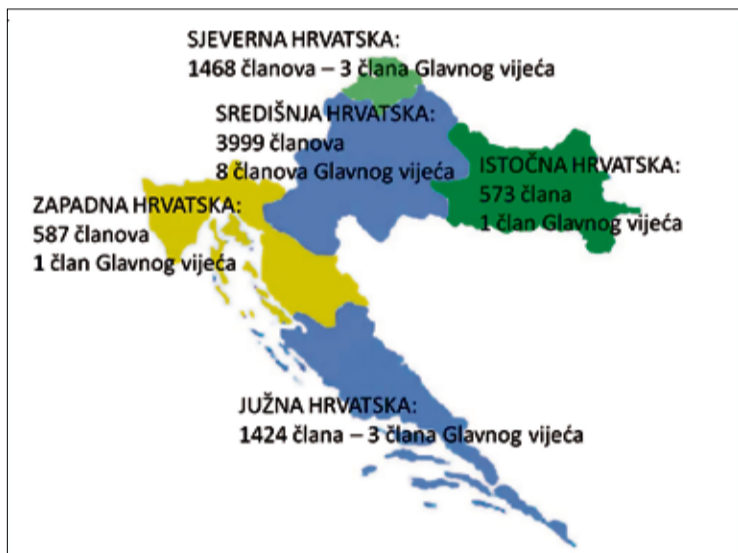 SJEVERNA HRVATSKA:
1468 članova – 3 člana Glavnog vijeća
SREDIŠNJA HRVATSKA:
3999 članova
8 članova Glavnog vijeća
ISTOČNA HRVATSKA:
573 člana
1 član Glavnog vijeća
ZAPADNA HRVATSKA:
587 članova
1 član Glavnog vijeća
JUŽNA HRVATSKA:
1424 člana – 3 člana Glavnog vijeća